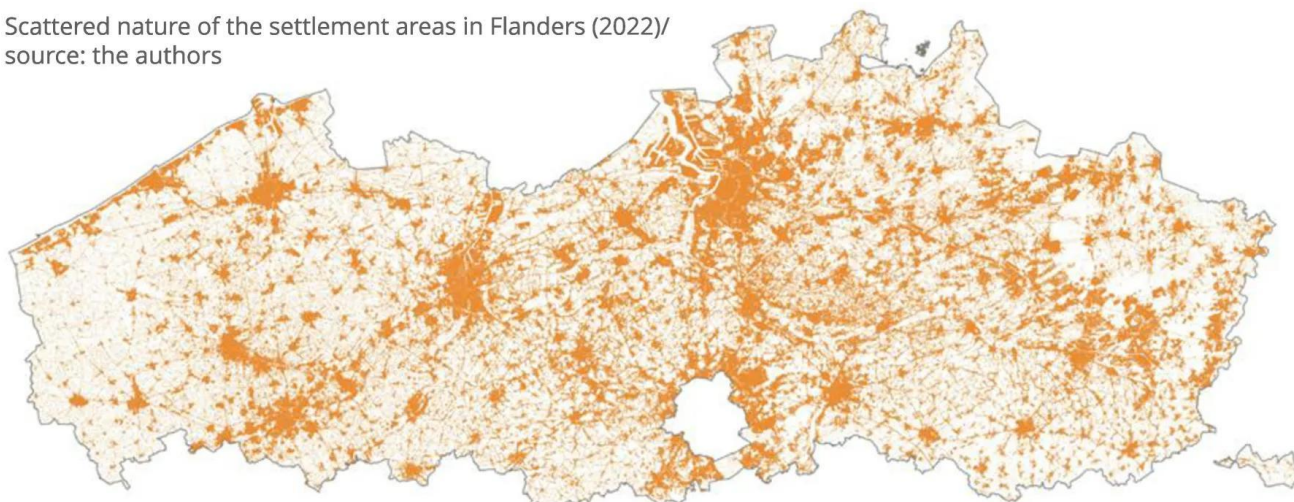 Scattered nature of the settlement areas in Flanders (2022)/
source: the authors